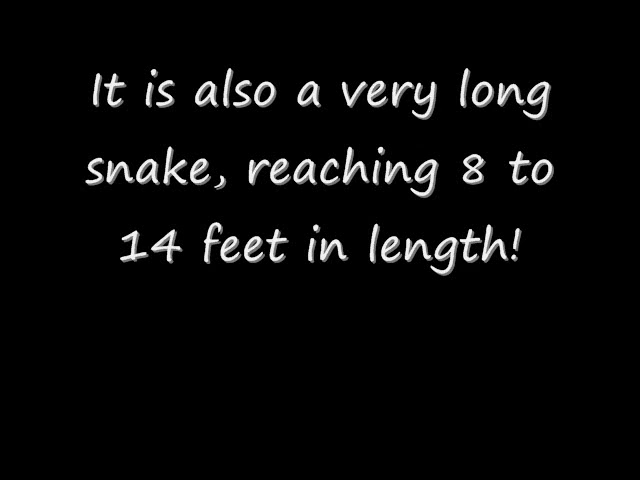 It is also a very long
snake, reaching 8 to
14 feet in length!